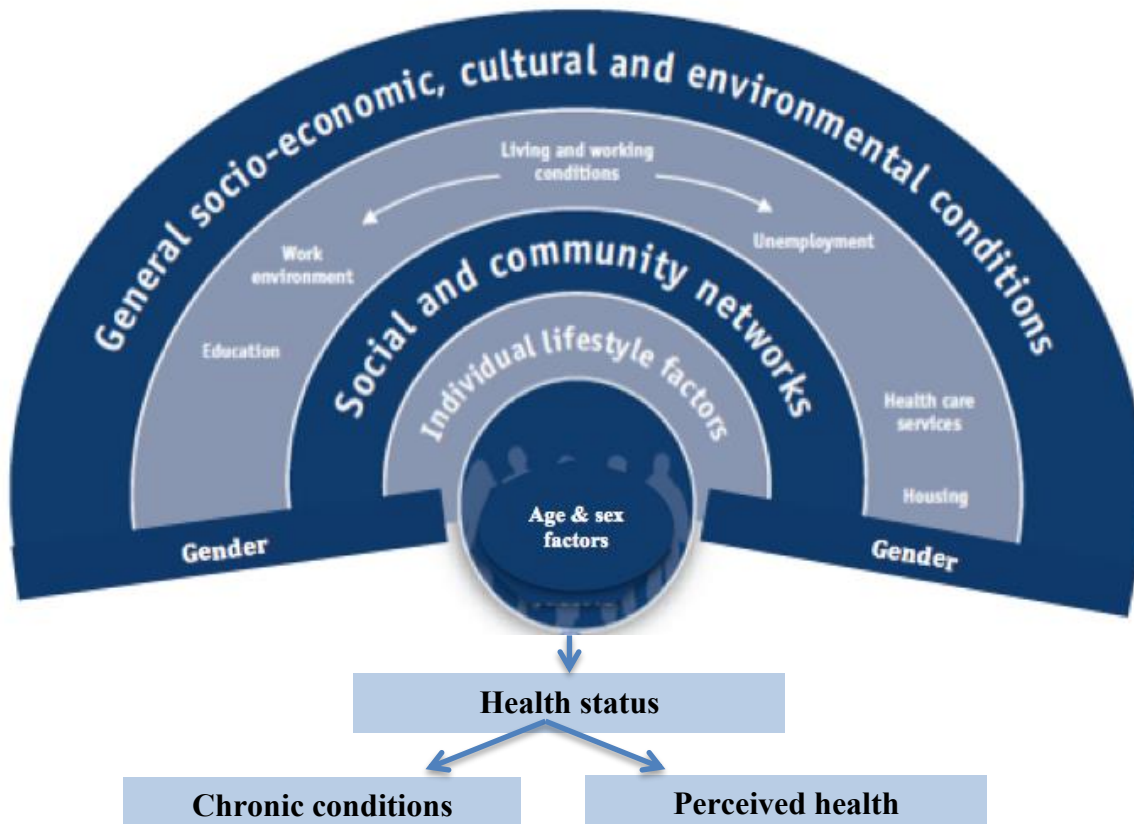 General socio-economic, cultural and environmental conditions
Living and working
conditions
Work
environment
Unemployment
Education
Social and community networks
Individual lifestyle factors
Health care
services
Housing
Age & sex
factors
Gender
Gender
Health status
Chronic conditions
Perceived health